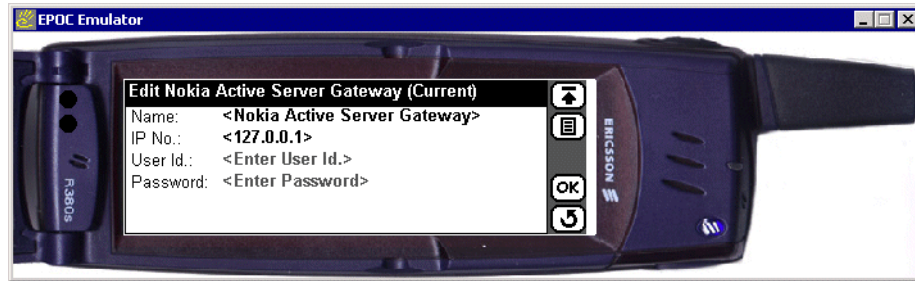 EPOC Emulator
Edit Nokia Active Server Gateway (Current)
Name: <Nokia Active Server Gateway>
IP No.: <127.0.0.1>
User Id.: <Enter User Id.>
Password: <Enter Password>
OK
ERICSSON
R380s